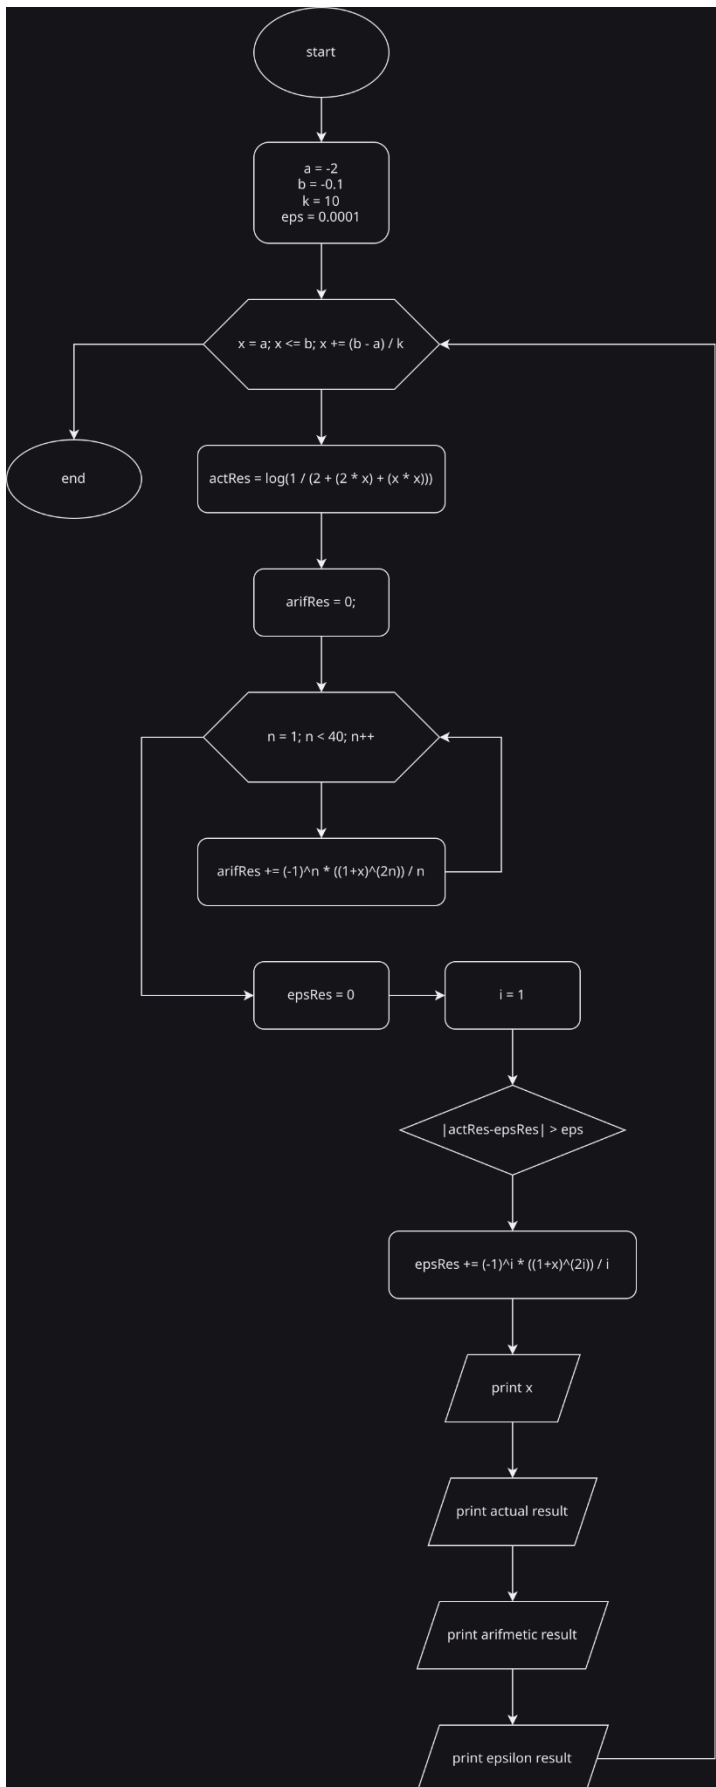 start
a = -2
b = -0.1
k = 10
eps = 0.0001
x = a; x <= b; x += (b - a) / k
end
actRes = log(1 / (2 + (2 * x) + (x * x)))
arifRes = 0;
n = 1; n < 40; n++
arifRes += (-1)^n * ((1+x)^(2n)) / n
epsRes = 0
i = 1
|actRes-epsRes| > eps
epsRes += (-1)^i * ((1+x)^(2i)) / i
print x
print actual result
print arifmetic result
print epsilon result